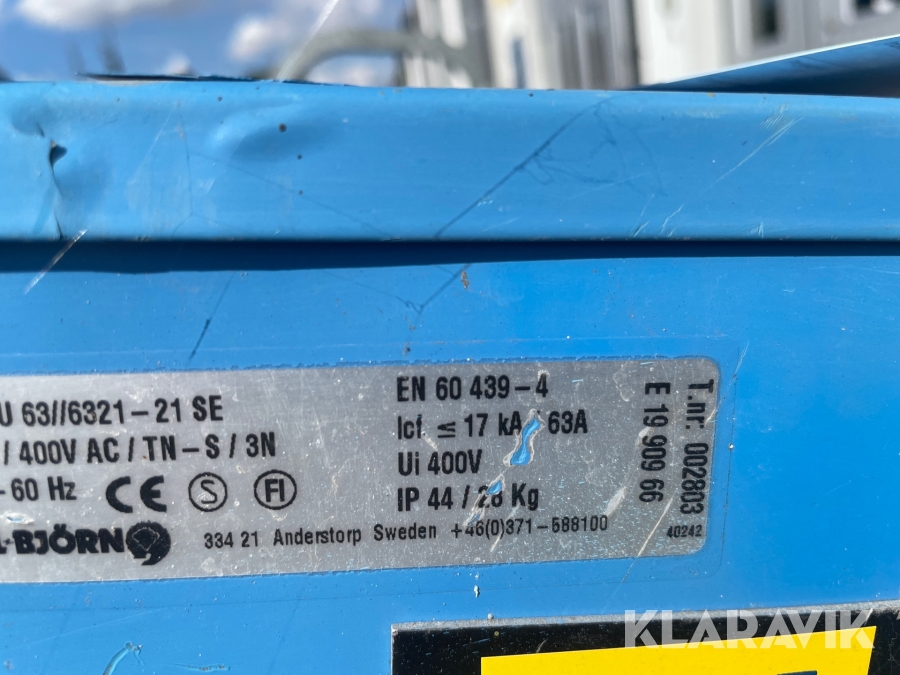 U 63//6321-21 SE
/ 400V AC / TN-S / 3N
-60 Hz CE S FI
-BJÖRN
EN 60 439-4
Icf ≤ 17 kA / 63A
Ui 400V
IP 44 / 28 Kg
334 21 Anderstorp Sweden +46(0)371-588100
T.nr: 002803
E 19 909 66
40242
KLARAVIK